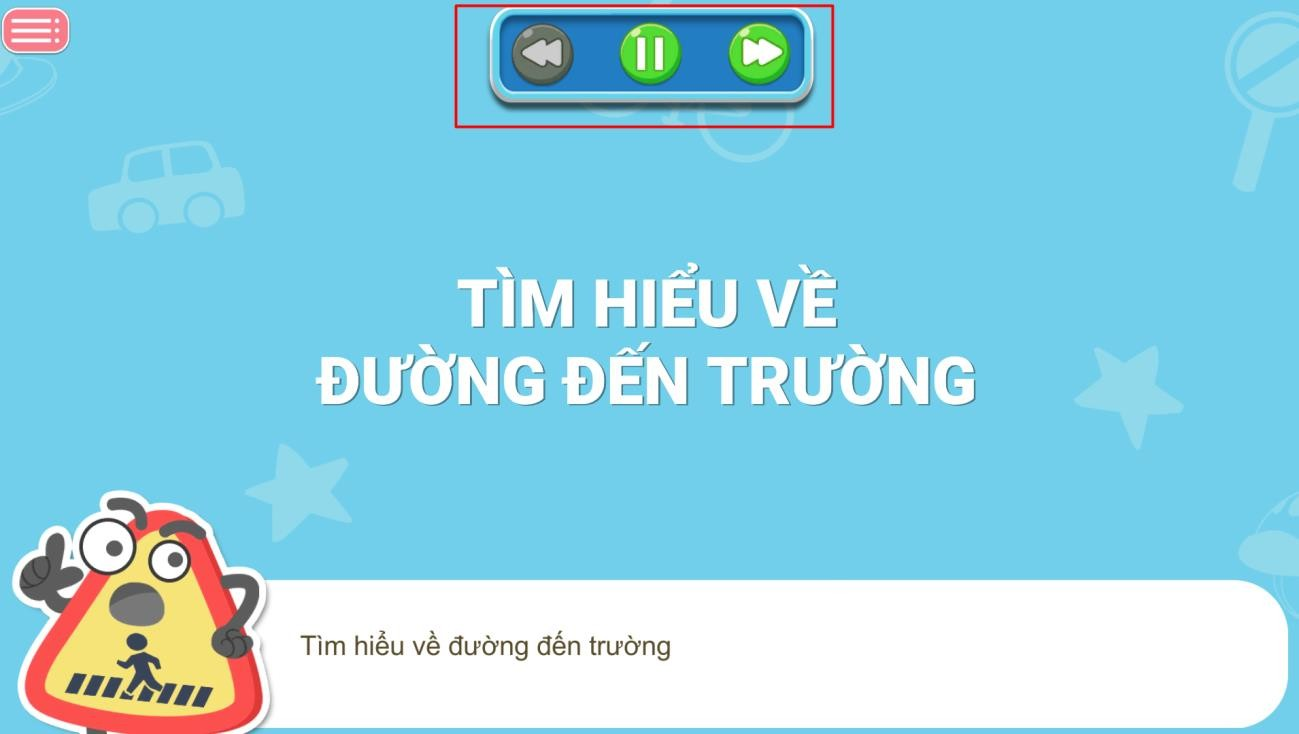 TÌM HIỂU VỀ
ĐƯỜNG ĐẾN TRƯỜNG
Tìm hiểu về đường đến trường